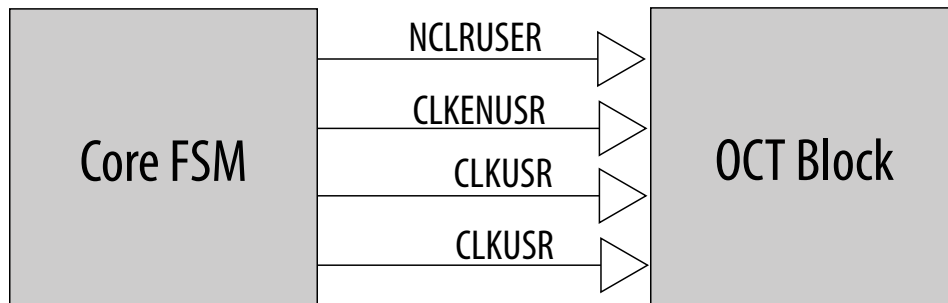 NCLRUSER
CLKENUSR
Core FSM
OCT Block
CLKUSR
CLKUSR